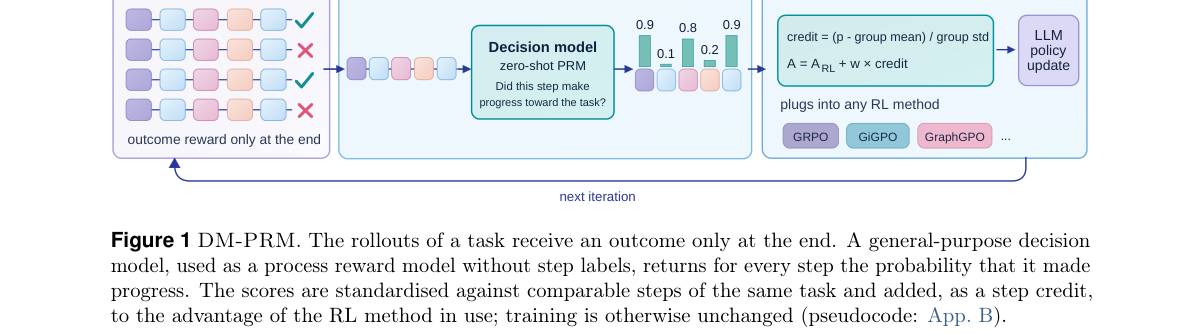 outcome reward only at the end
Decision model
zero-shot PRM
Did this step make
progress toward the task?
0.9
0.1
0.8
0.2
0.9
credit = (p - group mean) / group std
A = A RL + w × credit
LLM
policy
update
plugs into any RL method
GRPO
GiGPO
GraphGPO
...
next iteration
Figure 1 DM-PRM. The rollouts of a task receive an outcome only at the end. A general-purpose decision
model, used as a process reward model without step labels, returns for every step the probability that it made
progress. The scores are standardised against comparable steps of the same task and added, as a step credit,
to the advantage of the RL method in use; training is otherwise unchanged (pseudocode: App. B).